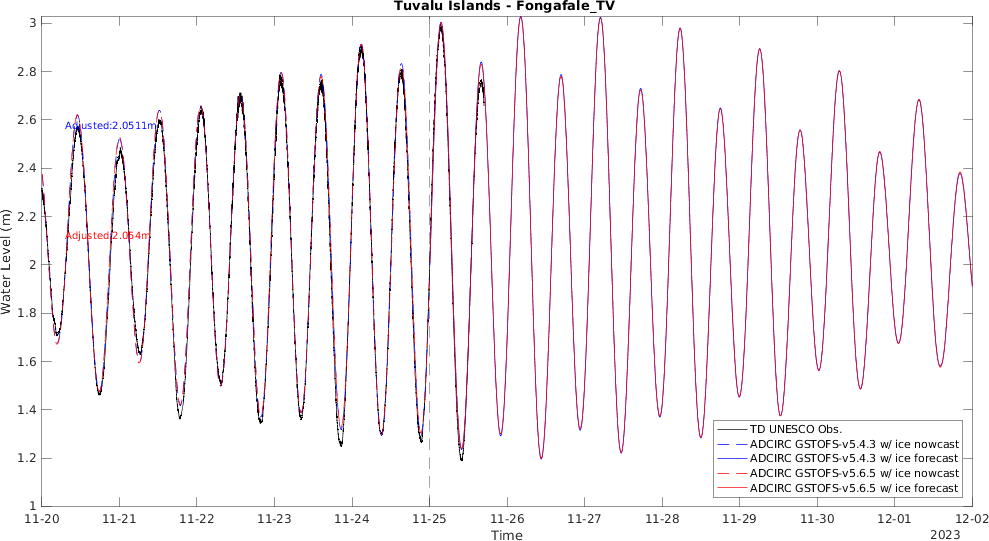 Tuvalu Islands - Fongafale_TV
3
2.8
2.6
2.4
2.2
2
1.8
1.6
1.4
1.2
1
Water Level (m)
Adjusted:2.0511m
Adjusted:2.054m
TD UNESCO Obs.
ADCIRC GSTOFS-v5.4.3 w/ ice nowcast
ADCIRC GSTOFS-v5.4.3 w/ ice forecast
ADCIRC GSTOFS-v5.6.5 w/ ice nowcast
ADCIRC GSTOFS-v5.6.5 w/ ice forecast
11-20 11-21 11-22 11-23 11-24 11-25 11-26 11-27 11-28 11-29 11-30 12-01 12-02
Time
2023